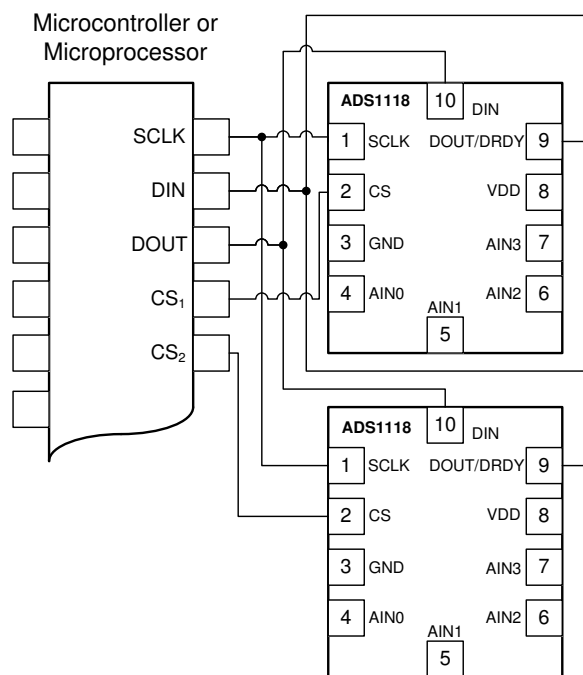 Microcontroller or
Microprocessor
SCLK
DIN
DOUT
CS₁
CS₂
ADS1118
10 DIN
1 SCLK DOUT/DRDY 9
2 CS VDD 8
3 GND AIN3 7
4 AIN0 AIN2 6
AIN1
5
ADS1118
10 DIN
1 SCLK DOUT/DRDY 9
2 CS VDD 8
3 GND AIN3 7
4 AIN0 AIN2 6
AIN1
5